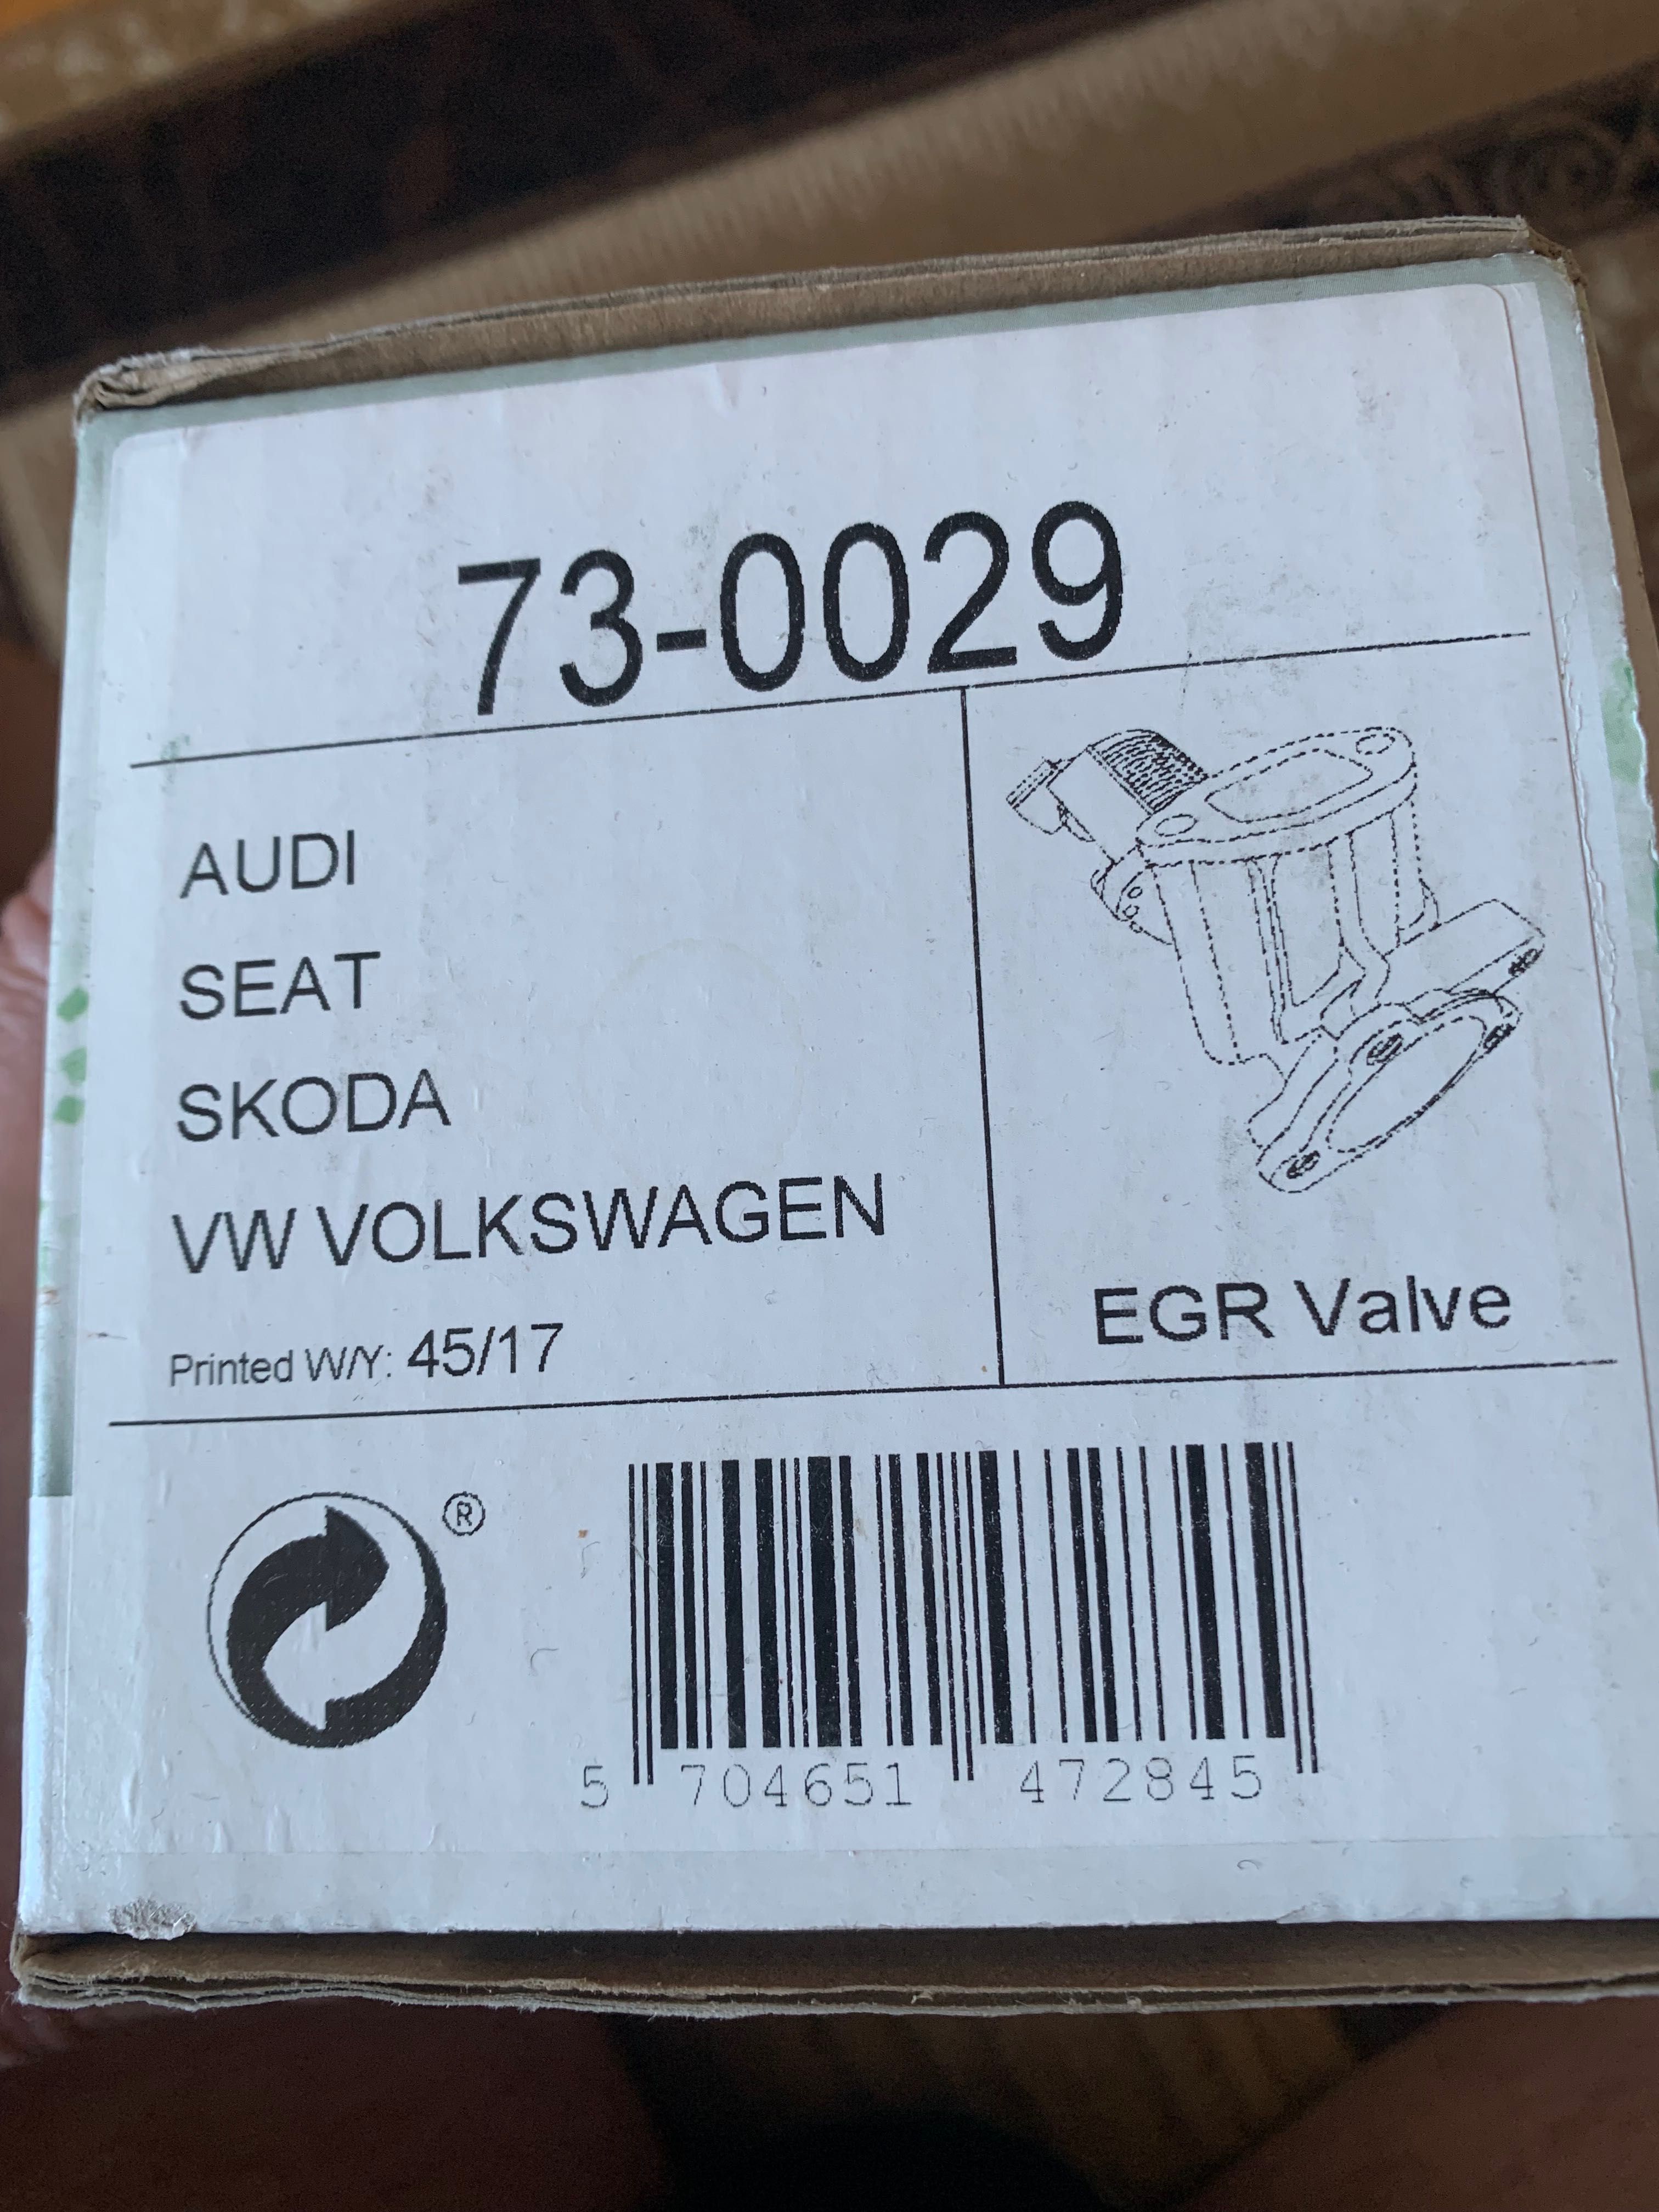 73-0029
AUDI
SEAT
SKODA
VW VOLKSWAGEN
Printed W/Y: 45/17
EGR Valve
®
5 704651 472845